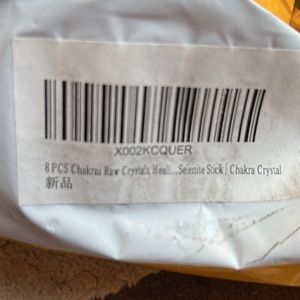 X002KCQUER
8 PCS Chakras Raw Crystals Heali...,Selenite Stick | Chakra Crystal
新品